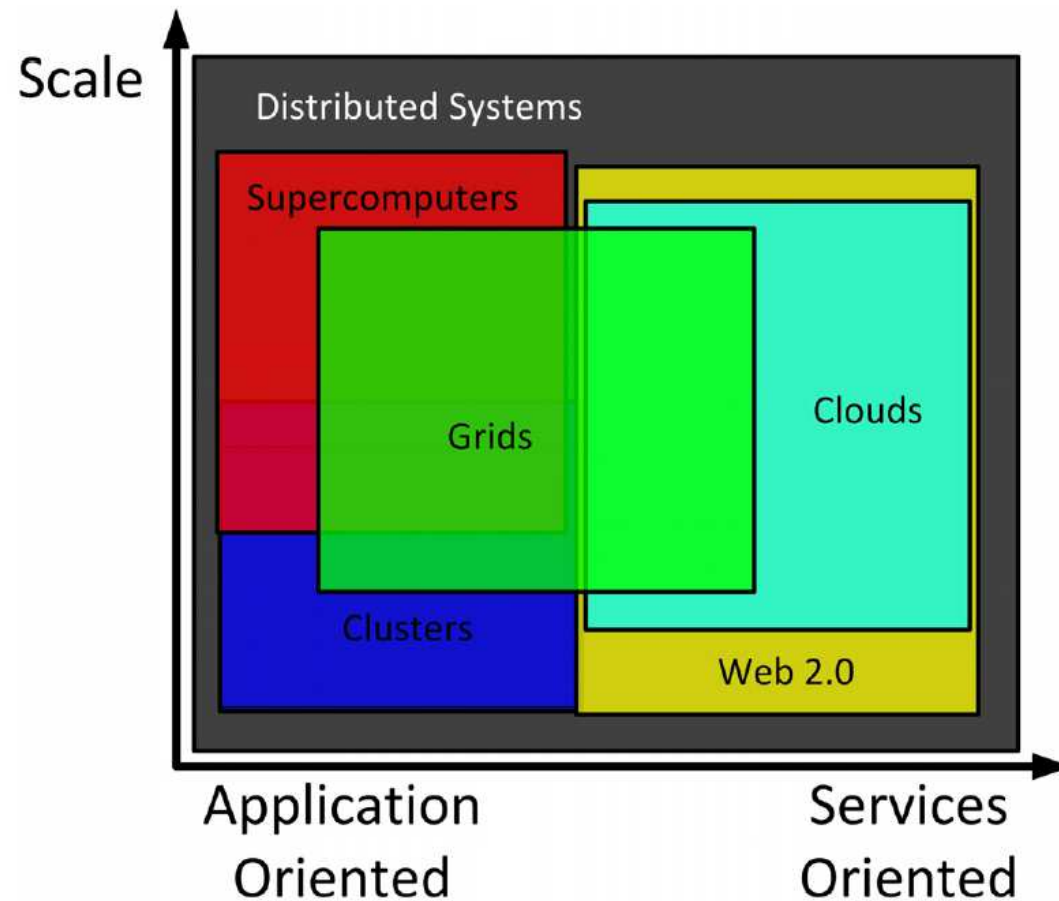 Scale
Distributed Systems
Supercomputers
Grids
Clouds
Clusters
Web 2.0
Application
Oriented
Services
Oriented